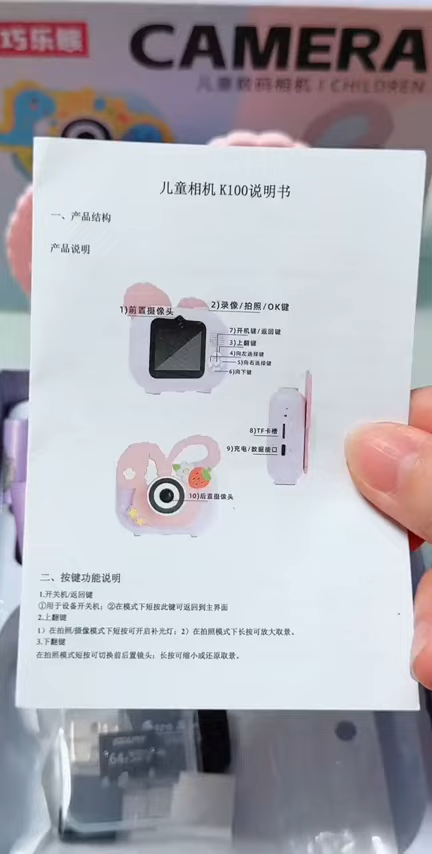 巧乐熊
CAMERA
儿童数码相机 / CHILDREN
儿童相机 K100说明书
一、产品结构
产品说明
1)前置摄像头
2)录像/拍照/OK键
7)开机键/返回键
3)上翻键
4)向左选择键
5)向右选择键
6)向下键
8)TF卡槽
9)充电/数据接口
10)后置摄像头
二、按键功能说明
1.开关机/返回键
①用于设备开关机；②在模式下短按此键可返回到主界面
2.上翻键
1）在拍照/摄像模式下短按可开启补光灯；2）在拍照模式下长按可放大取景。
3.下翻键
在拍照模式短按可切换前后置镜头；长按可缩小或还原取景。